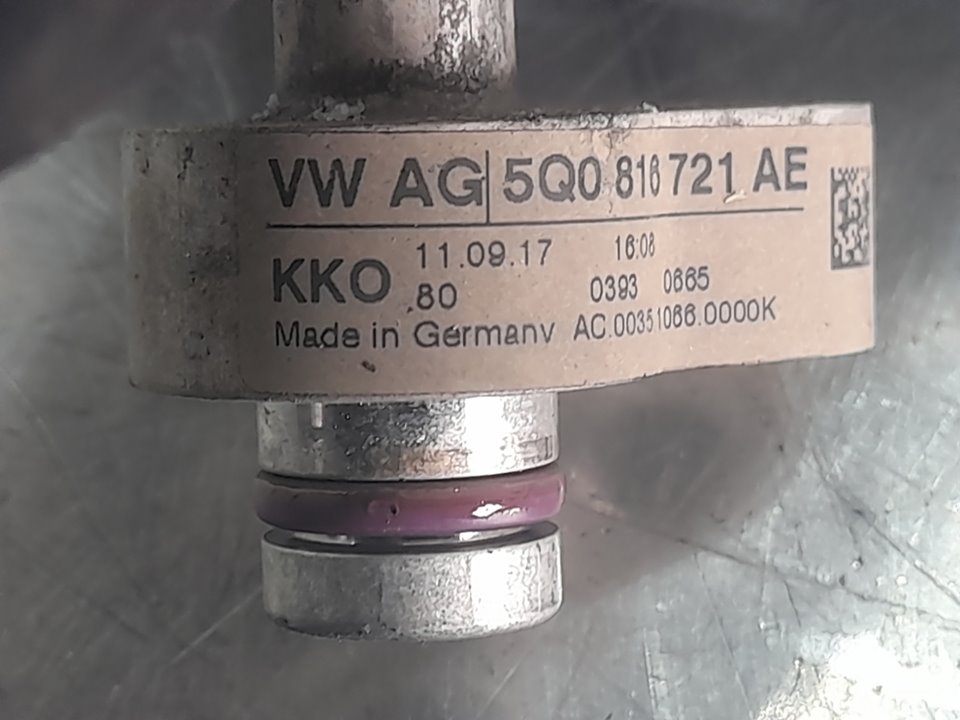 VW AG 5Q0 816 721 AE
KKO 11.09.17 16:08
.80 0393 0665
Made in Germany AC.00351066.0000K